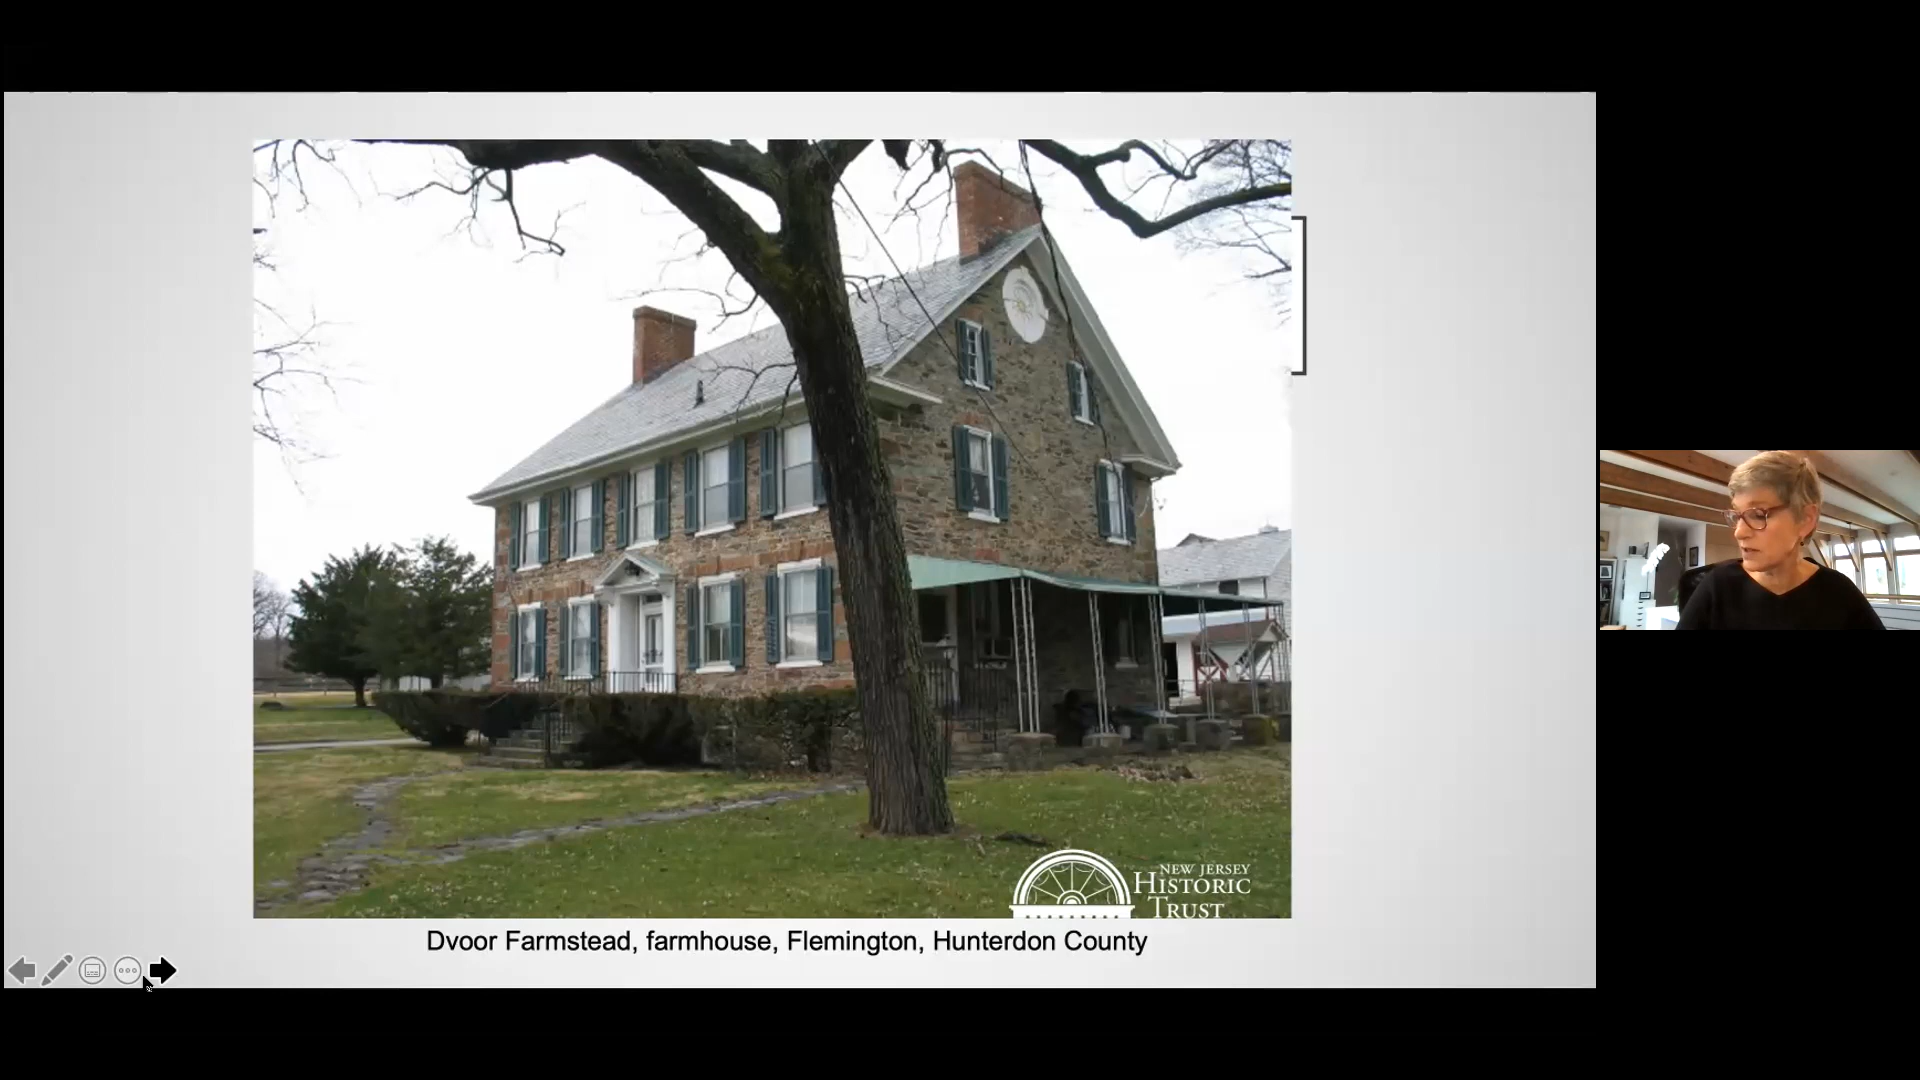 NEW JERSEY
HISTORIC
TRUST
Dvoor Farmstead, farmhouse, Flemington, Hunterdon County